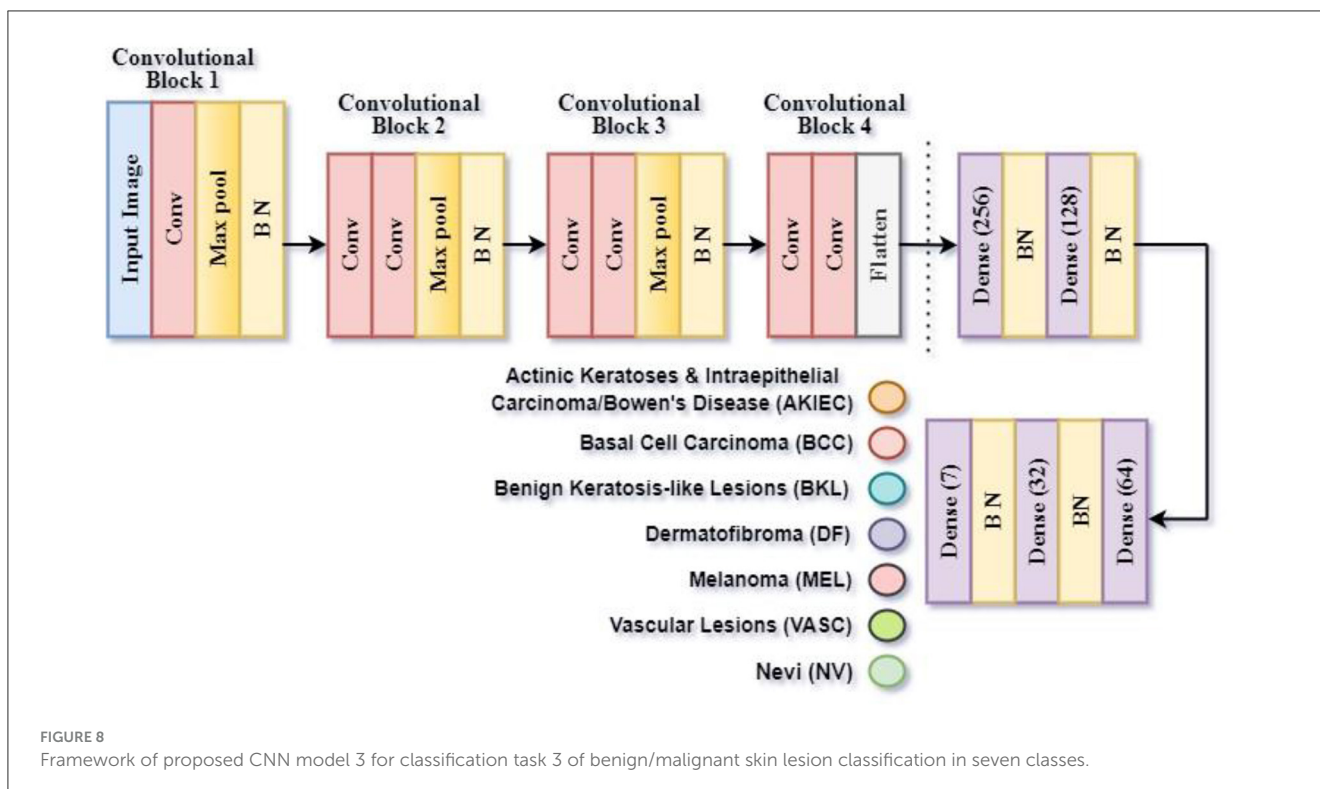 Convolutional
Block 1
Input Image
Conv
Max pool
B N
Convolutional
Block 2
Conv
Conv
Max pool
B N
Convolutional
Block 3
Conv
Conv
Max pool
B N
Convolutional
Block 4
Conv
Conv
Flatten
Dense (256)
BN
Dense (128)
B N
Dense (64)
BN
Dense (32)
B N
Dense (7)
Actinic Keratoses & Intraepithelial
Carcinoma/Bowen's Disease (AKIEC)
Basal Cell Carcinoma (BCC)
Benign Keratosis-like Lesions (BKL)
Dermatofibroma (DF)
Melanoma (MEL)
Vascular Lesions (VASC)
Nevi (NV)
FIGURE 8
Framework of proposed CNN model 3 for classification task 3 of benign/malignant skin lesion classification in seven classes.